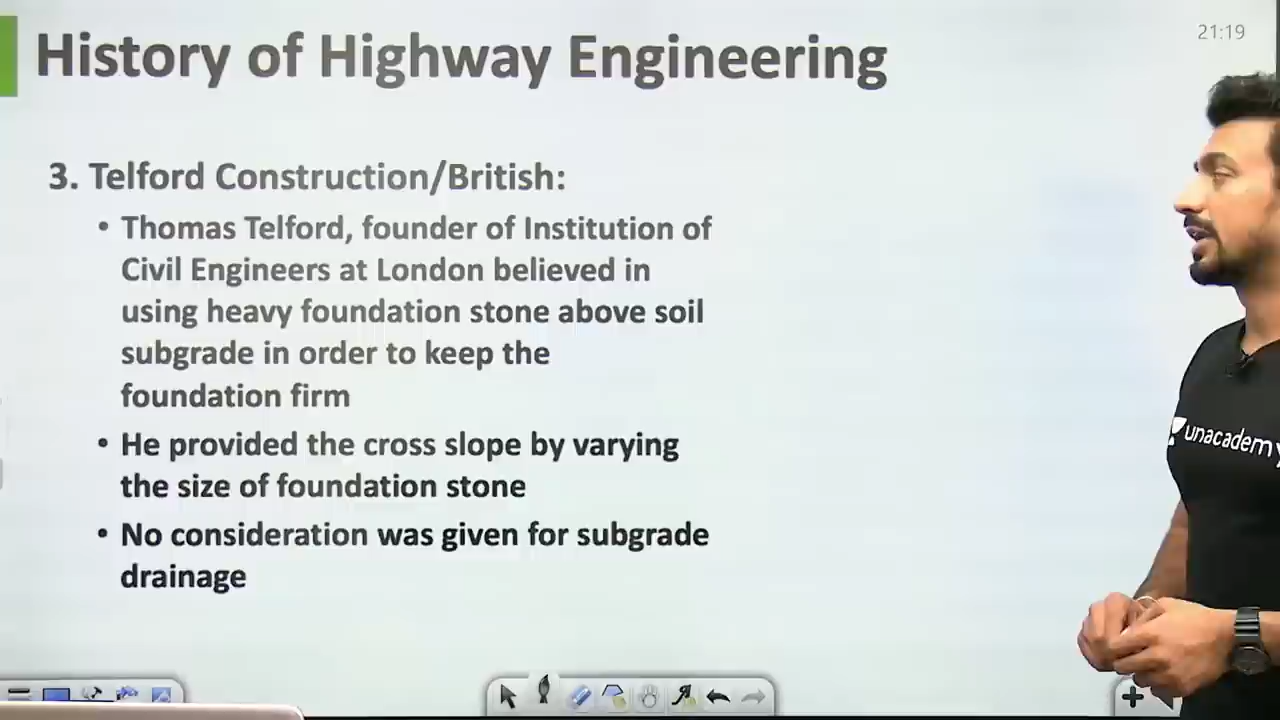 History of Highway Engineering
21:19
3. Telford Construction/British:
• Thomas Telford, founder of Institution of
Civil Engineers at London believed in
using heavy foundation stone above soil
subgrade in order to keep the
foundation firm
• He provided the cross slope by varying
the size of foundation stone
• No consideration was given for subgrade
drainage
unacademy